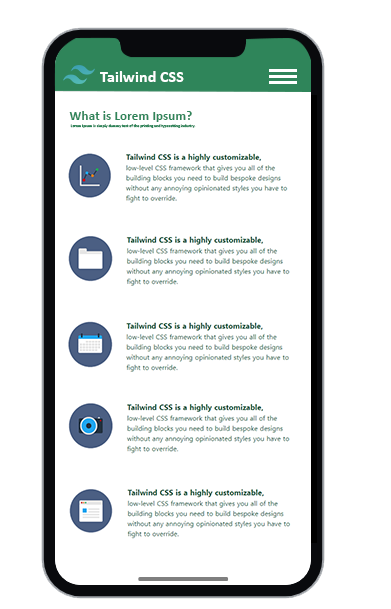 Tailwind CSS
What is Lorem Ipsum?
Lorem Ipsum is simply dummy text of the printing and typesetting industry.
Tailwind CSS is a highly customizable,
low-level CSS framework that gives you all of the
building blocks you need to build bespoke designs
without any annoying opinionated styles you have to
fight to override.
Tailwind CSS is a highly customizable,
low-level CSS framework that gives you all of the
building blocks you need to build bespoke designs
without any annoying opinionated styles you have to
fight to override.
Tailwind CSS is a highly customizable,
low-level CSS framework that gives you all of the
building blocks you need to build bespoke designs
without any annoying opinionated styles you have to
fight to override.
Tailwind CSS is a highly customizable,
low-level CSS framework that gives you all of the
building blocks you need to build bespoke designs
without any annoying opinionated styles you have to
fight to override.
Tailwind CSS is a highly customizable,
low-level CSS framework that gives you all of the
building blocks you need to build bespoke designs
without any annoying opinionated styles you have to
fight to override.